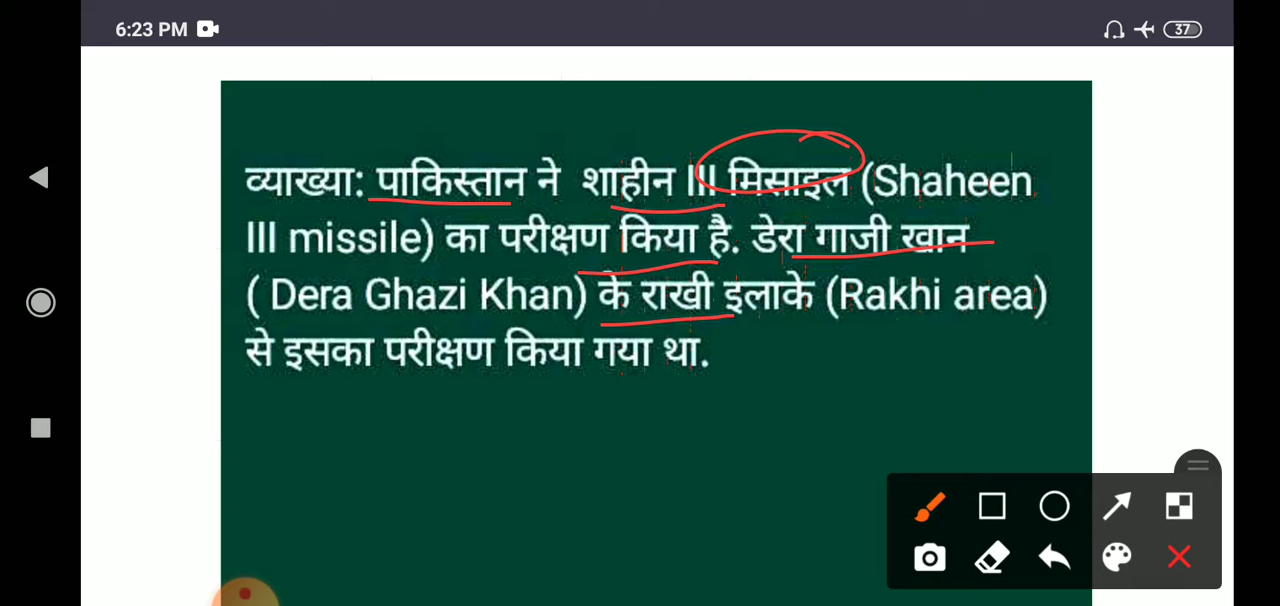 6:23 PM
37
व्याख्या: पाकिस्तान ने शाहीन III मिसाइल (Shaheen
III missile) का परीक्षण किया है. डेरा गाजी खान
( Dera Ghazi Khan) के राखी इलाके (Rakhi area)
से इसका परीक्षण किया गया था.